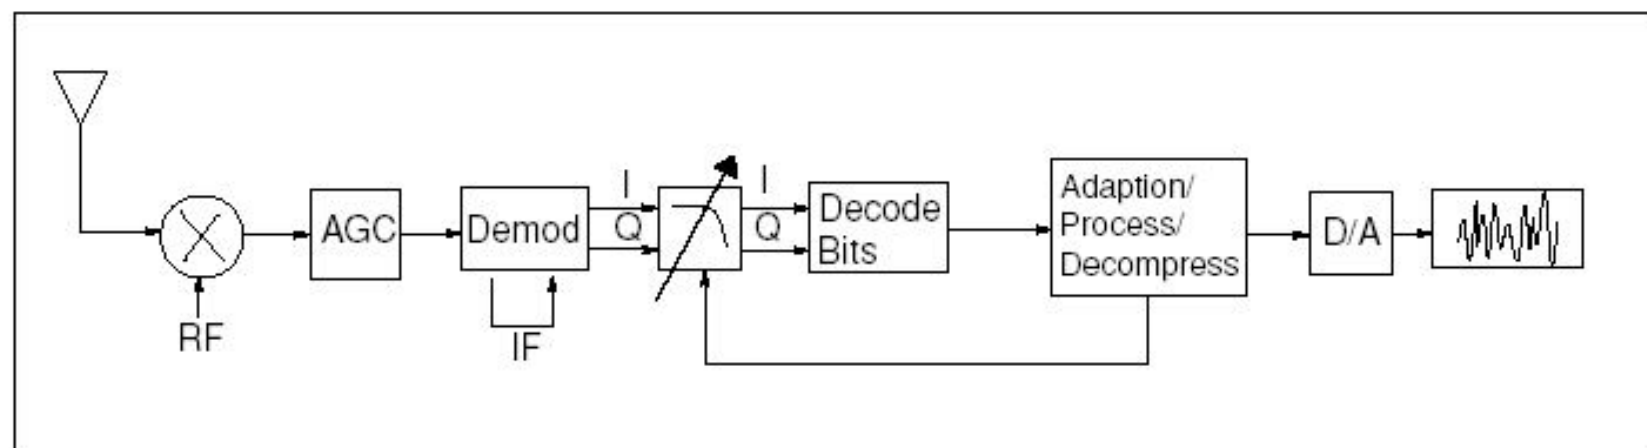 RF
AGC
Demod
IF
I
Q
I
Q
Decode
Bits
Adaption/
Process/
Decompress
D/A